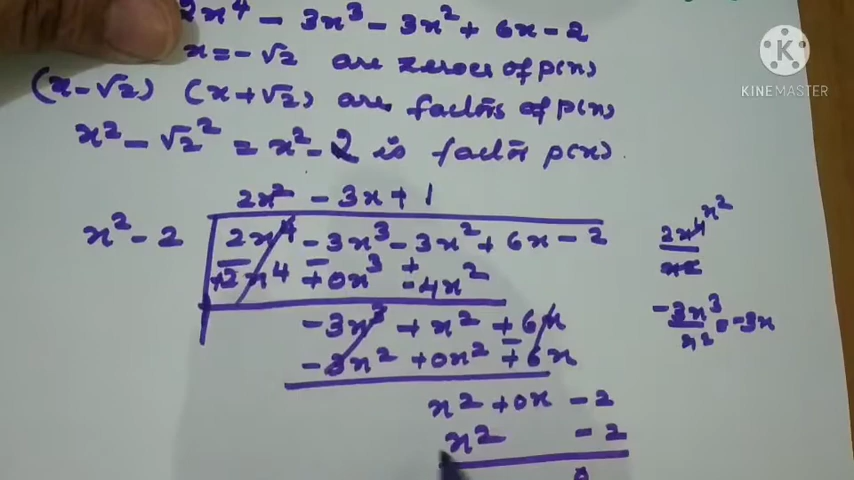 2x⁴ - 3x³ - 3x² + 6x - 2
x = -√2 are zeroes of p(x)
(x-√2) (x+√2) are factors of p(x)
x² - √2² = x² - 2 is factor p(x)
2x² - 3x + 1
x² - 2
2x⁴ - 3x³ - 3x² + 6x - 2
+2x⁴ + 0x³ - 4x²
-3x³ + x² + 6x
-3x² + 0x² + 6x
x² + 0x - 2
x² - 2
0
2x⁴ x²
x²
-3x³
x² = -3x
K
KINEMASTER